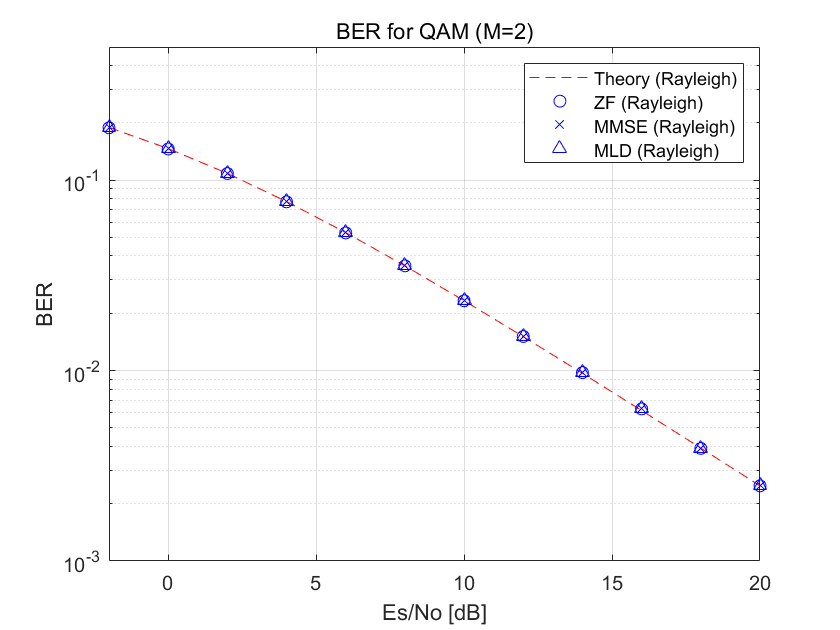 BER for QAM (M=2)
Theory (Rayleigh)
ZF (Rayleigh)
MMSE (Rayleigh)
MLD (Rayleigh)
BER
10^-1
10^-2
10^-3
0 5 10 15 20
Es/No [dB]